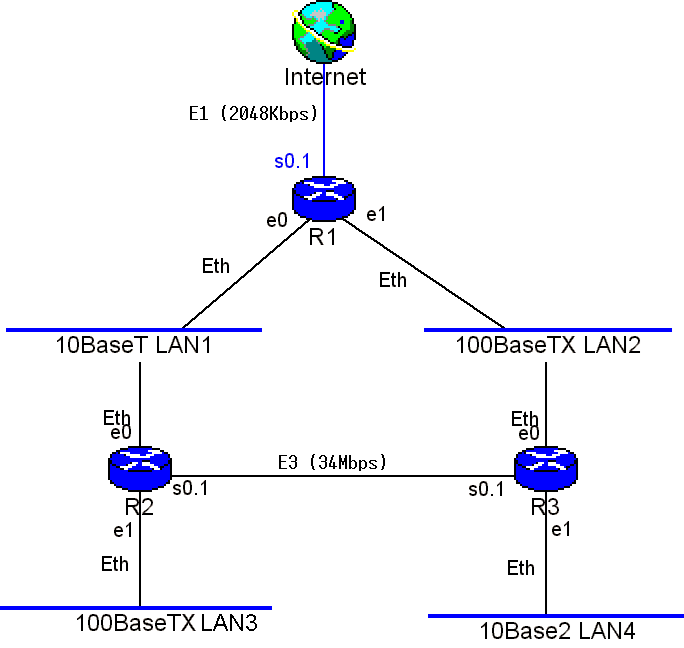 Internet
E1 (2048Kbps)
s0.1
e0
e1
R1
Eth
Eth
10BaseT LAN1
100BaseTX LAN2
Eth
e0
Eth
e0
E3 (34Mbps)
s0.1
s0.1
R2
R3
e1
e1
Eth
Eth
100BaseTX LAN3
10Base2 LAN4